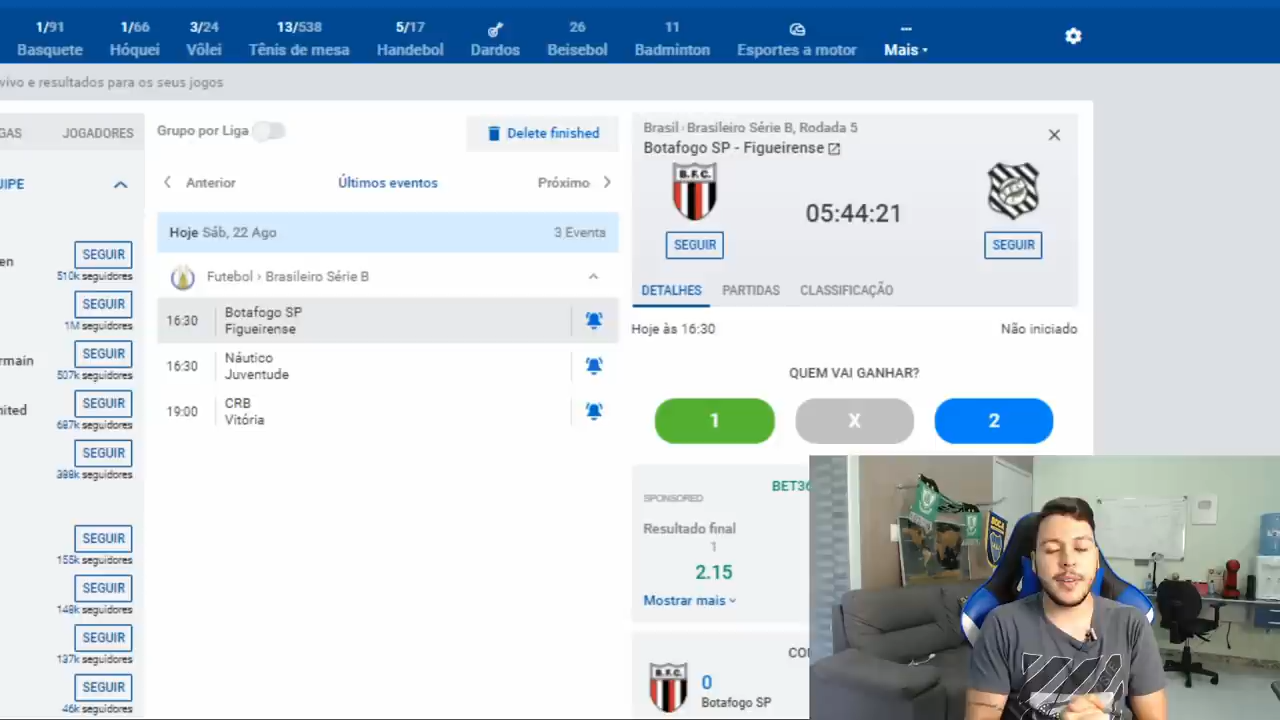 1/91
Basquete
1/66
Hóquei
3/24
Vôlei
13/538
Tênis de mesa
5/17
Handebol
Dardos
26
Beisebol
11
Badminton
Esportes a motor
Mais
vivo e resultados para os seus jogos
GAS
JOGADORES
UIPE
en
SEGUIR
510k seguidores
SEGUIR
1M seguidores
rmain
SEGUIR
507k seguidores
nited
SEGUIR
687k seguidores
SEGUIR
388k seguidores
SEGUIR
155k seguidores
SEGUIR
148k seguidores
SEGUIR
137k seguidores
SEGUIR
46k seguidores
Grupo por Liga
Delete finished
Anterior
Últimos eventos
Próximo
Hoje Sáb, 22 Ago
3 Eventa
Futebol › Brasileiro Série B
16:30
Botafogo SP
Figueirense
16:30
Náutico
Juventude
19:00
CRB
Vitória
Brasil › Brasileiro Série B, Rodada 5
Botafogo SP - Figueirense
B.F.C.
05:44:21
SEGUIR
SEGUIR
DETALHES
PARTIDAS
CLASSIFICAÇÃO
Hoje às 16:30
Não iniciado
QUEM VAI GANHAR?
1
X
2
SPONSORED
BET36
Resultado final
1
2.15
Mostrar mais
CO
B.F.C.
0
Botafogo SP
BOCA